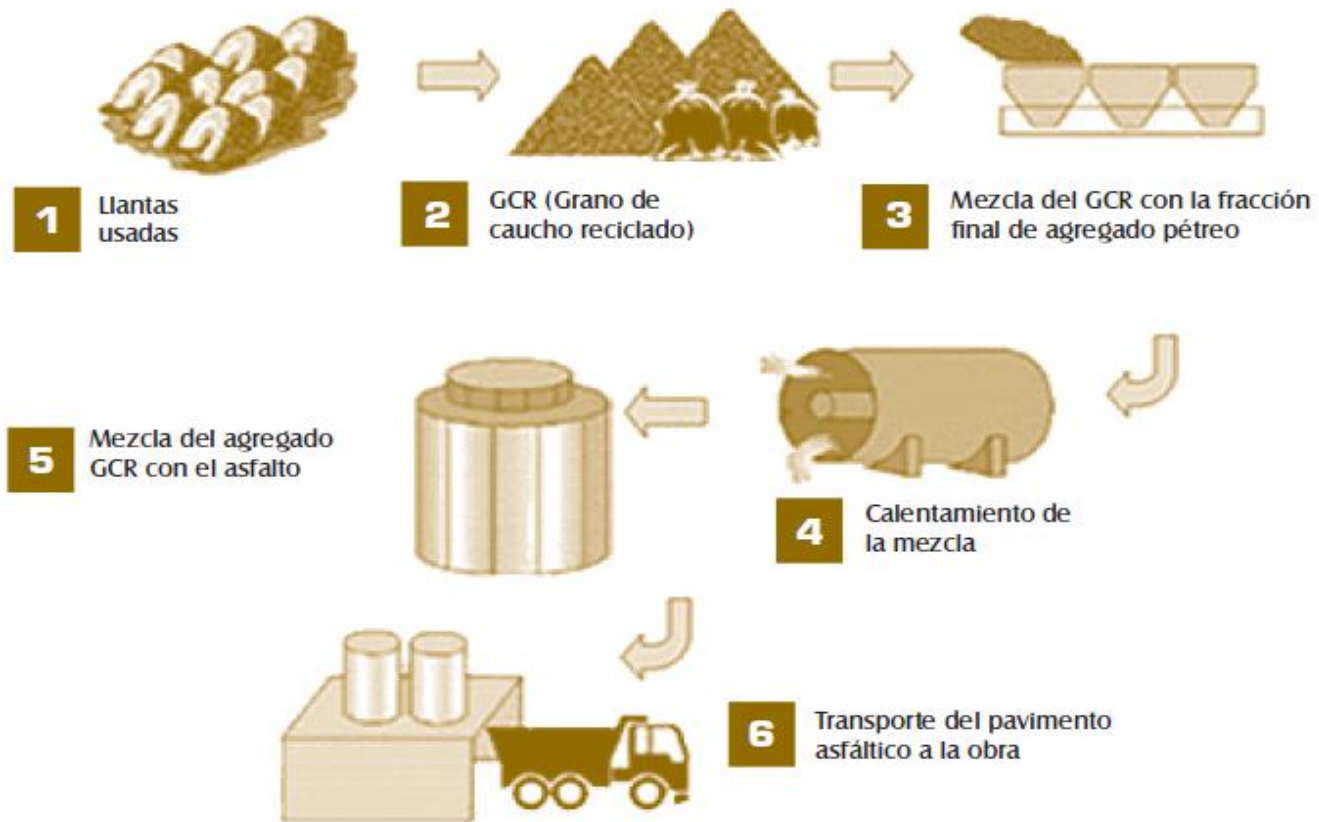 1
Llantas
usadas
2
GCR (Grano de
caucho reciclado)
3
Mezcla del GCR con la fracción
final de agregado pétreo
4
Calentamiento de
la mezcla
5
Mezcla del agregado
GCR con el asfalto
6
Transporte del pavimento
asfáltico a la obra